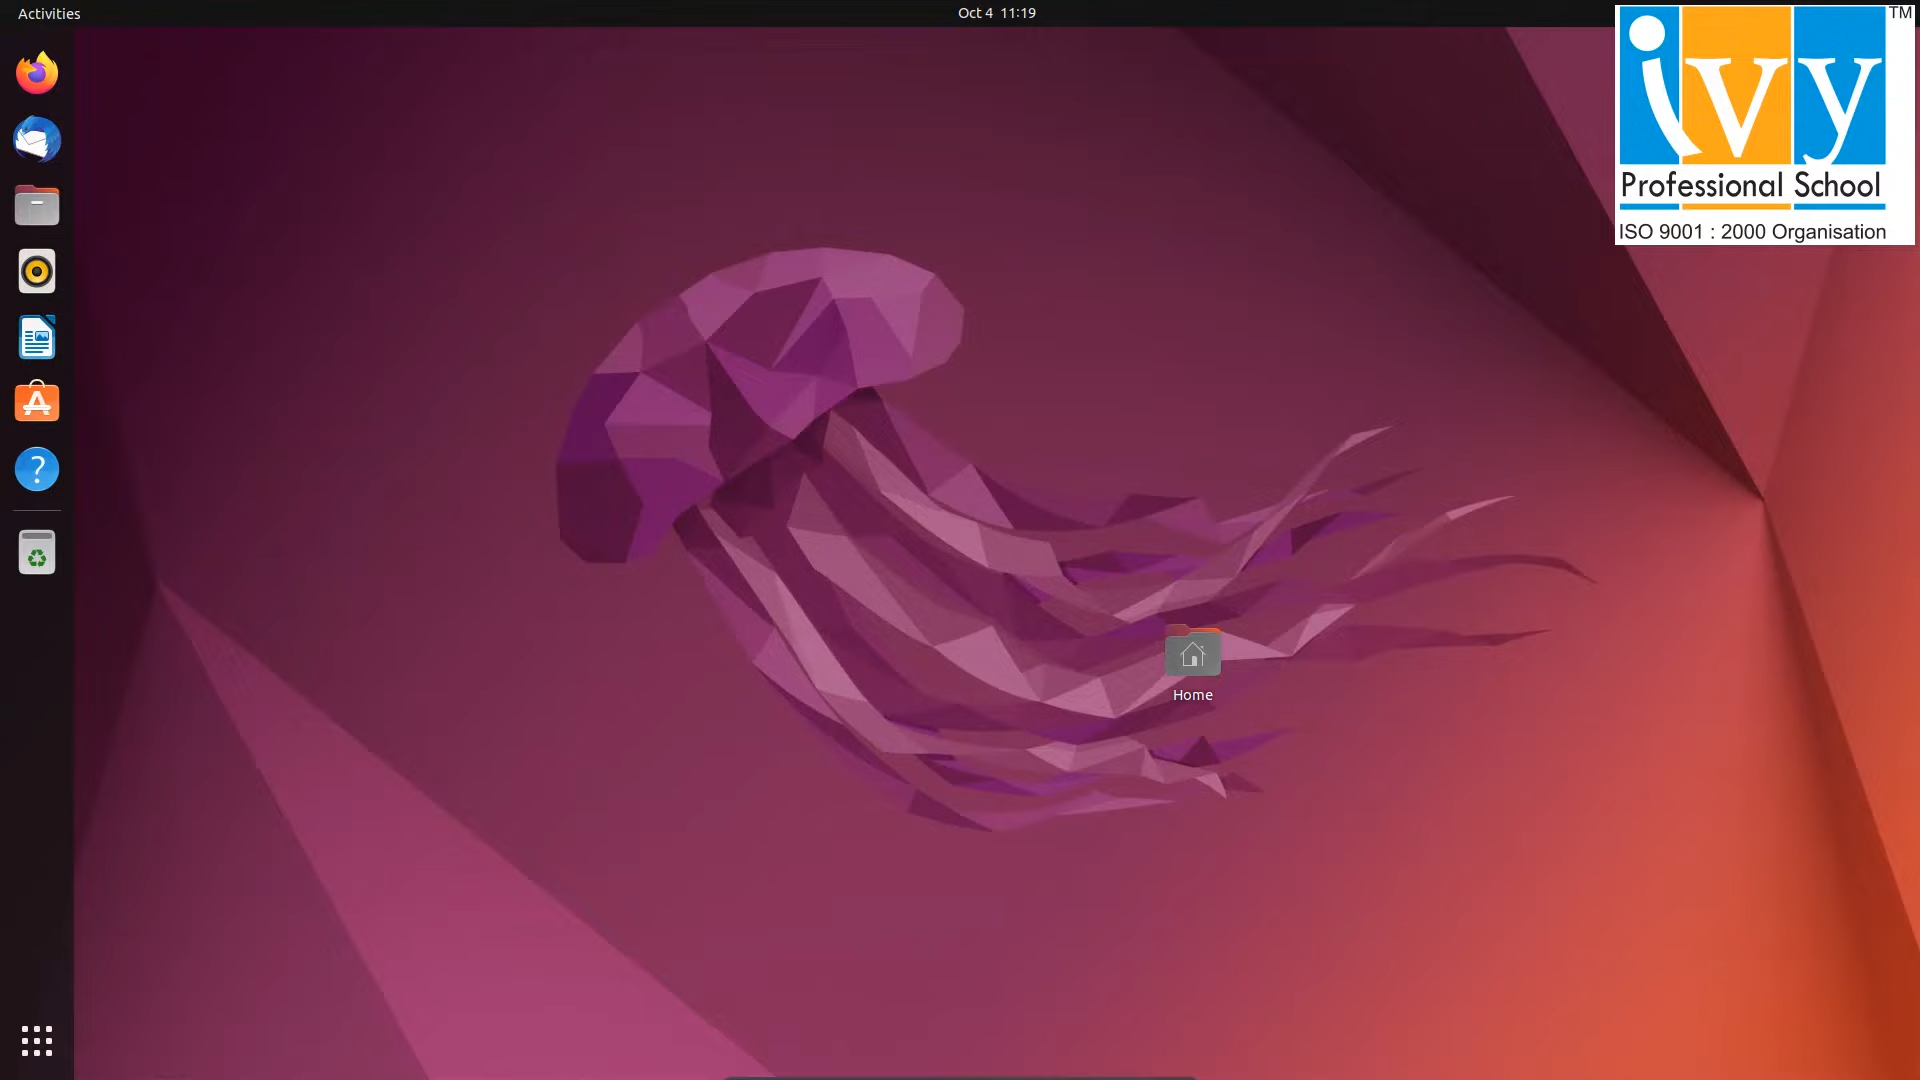 Activities
Oct 4 11:19
TM
ivy
Professional School
ISO 9001 : 2000 Organisation
Home